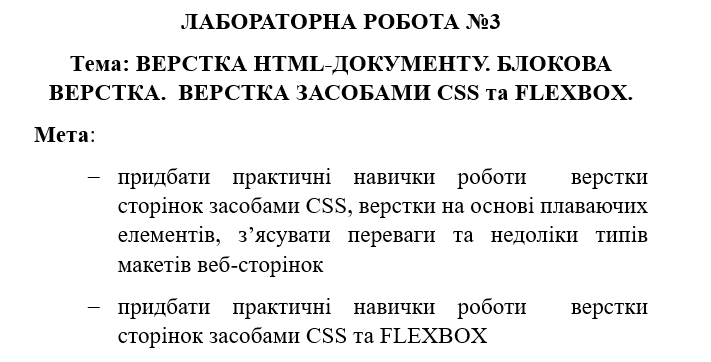 ЛАБОРАТОРНА РОБОТА №3
Тема: ВЕРСТКА HTML-ДОКУМЕНТУ. БЛОКОВА
ВЕРСТКА. ВЕРСТКА ЗАСОБАМИ CSS та FLEXBOX.
Мета:
– придбати практичні навички роботи верстки
сторінок засобами CSS, верстки на основі плаваючих
елементів, з’ясувати переваги та недоліки типів
макетів веб-сторінок
– придбати практичні навички роботи верстки
сторінок засобами CSS та FLEXBOX